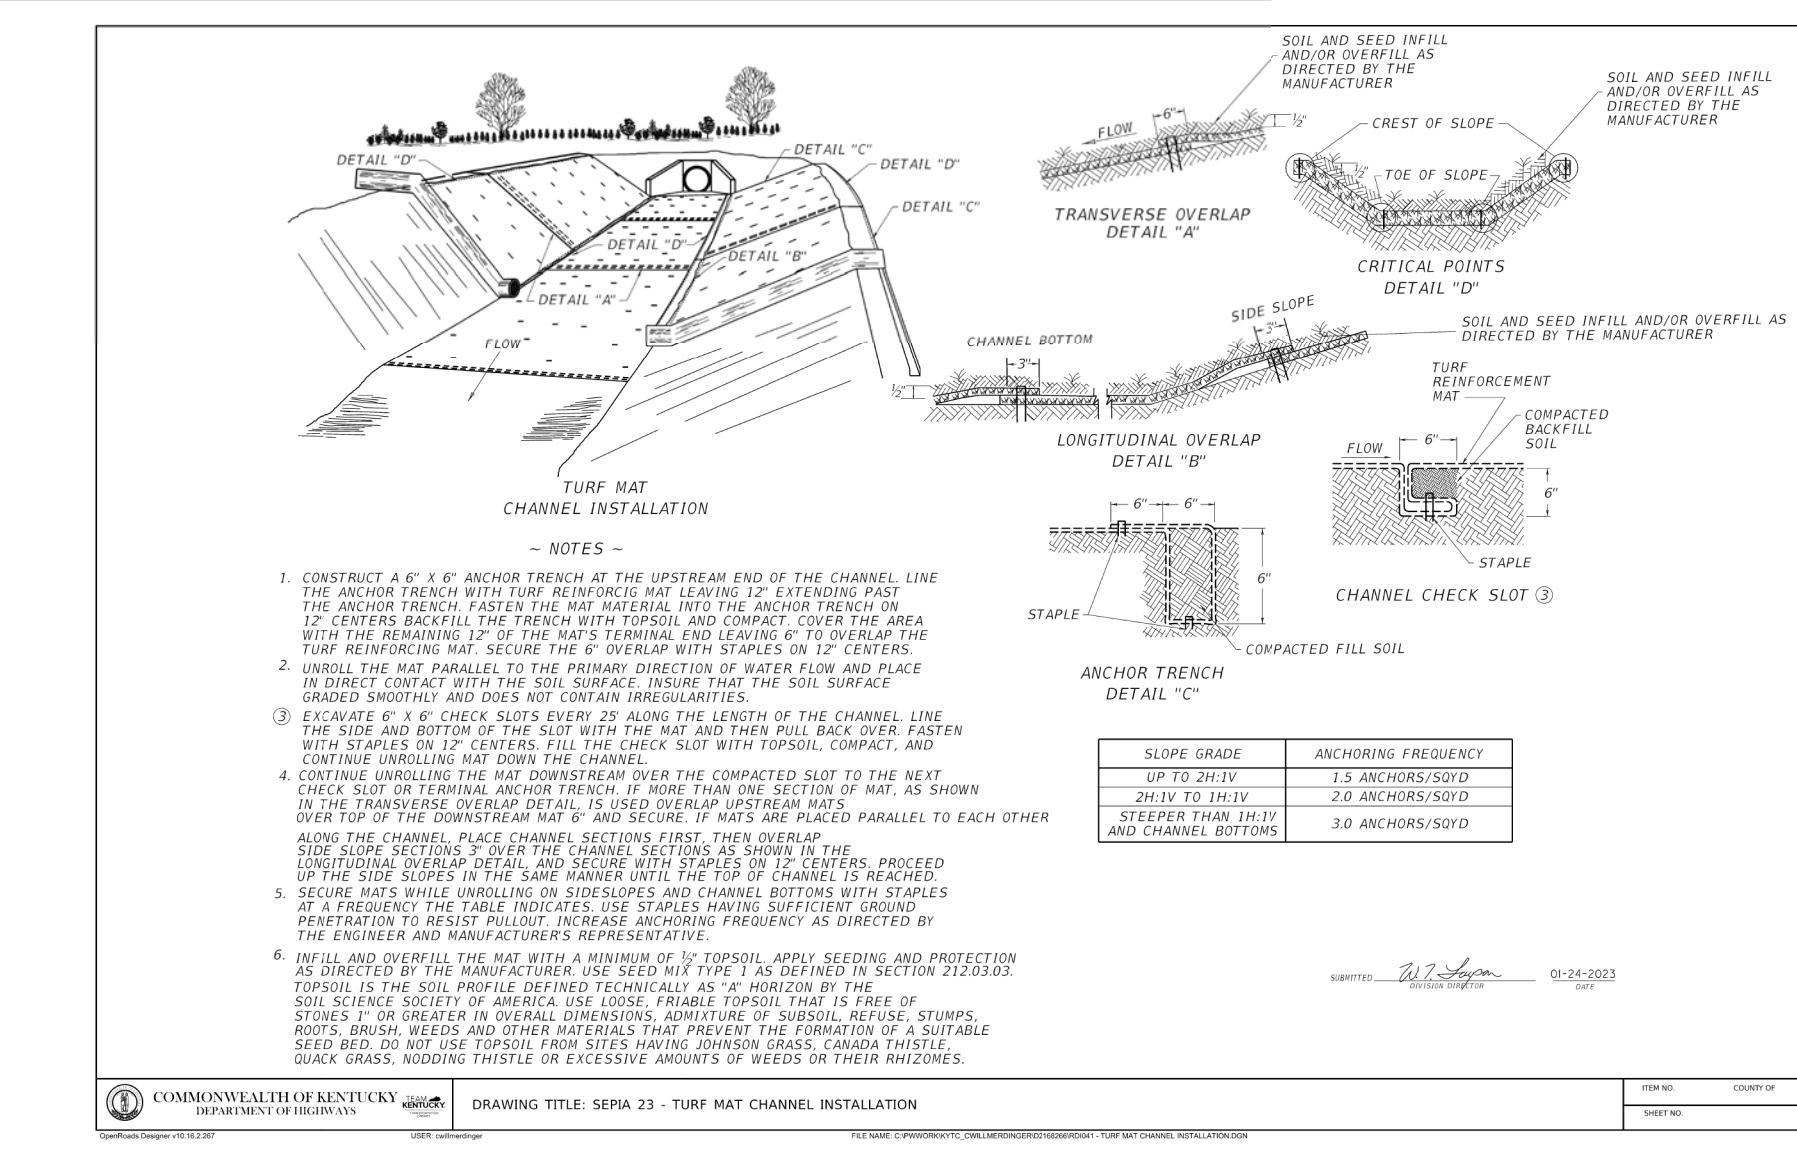 SOIL AND SEED INFILL
AND/OR OVERFILL AS
DIRECTED BY THE
MANUFACTURER
SOIL AND SEED INFILL
AND/OR OVERFILL AS
DIRECTED BY THE
MANUFACTURER
FLOW
6"
½"
CREST OF SLOPE
½"
TOE OF SLOPE
TRANSVERSE OVERLAP
DETAIL "A"
CRITICAL POINTS
DETAIL "D"
DETAIL "D"
DETAIL "C"
DETAIL "D"
DETAIL "C"
DETAIL "D"
DETAIL "B"
DETAIL "A"
FLOW
TURF MAT
CHANNEL INSTALLATION
CHANNEL BOTTOM
3"
½"
SIDE SLOPE
3"
SOIL AND SEED INFILL AND/OR OVERFILL AS
DIRECTED BY THE MANUFACTURER
LONGITUDINAL OVERLAP
DETAIL "B"
TURF
REINFORCEMENT
MAT
COMPACTED
BACKFILL
SOIL
FLOW
6"
6"
STAPLE
CHANNEL CHECK SLOT 3
6" 6"
6"
STAPLE
COMPACTED FILL SOIL
ANCHOR TRENCH
DETAIL "C"
~ NOTES ~
1. CONSTRUCT A 6" X 6" ANCHOR TRENCH AT THE UPSTREAM END OF THE CHANNEL. LINE
THE ANCHOR TRENCH WITH TURF REINFORCIG MAT LEAVING 12" EXTENDING PAST
THE ANCHOR TRENCH. FASTEN THE MAT MATERIAL INTO THE ANCHOR TRENCH ON
12" CENTERS BACKFILL THE TRENCH WITH TOPSOIL AND COMPACT. COVER THE AREA
WITH THE REMAINING 12" OF THE MAT'S TERMINAL END LEAVING 6" TO OVERLAP THE
TURF REINFORCING MAT. SECURE THE 6" OVERLAP WITH STAPLES ON 12" CENTERS.
2. UNROLL THE MAT PARALLEL TO THE PRIMARY DIRECTION OF WATER FLOW AND PLACE
IN DIRECT CONTACT WITH THE SOIL SURFACE. INSURE THAT THE SOIL SURFACE
GRADED SMOOTHLY AND DOES NOT CONTAIN IRREGULARITIES.
3 EXCAVATE 6" X 6" CHECK SLOTS EVERY 25' ALONG THE LENGTH OF THE CHANNEL. LINE
THE SIDE AND BOTTOM OF THE SLOT WITH THE MAT AND THEN PULL BACK OVER. FASTEN
WITH STAPLES ON 12" CENTERS. FILL THE CHECK SLOT WITH TOPSOIL, COMPACT, AND
CONTINUE UNROLLING MAT DOWN THE CHANNEL.
4. CONTINUE UNROLLING THE MAT DOWNSTREAM OVER THE COMPACTED SLOT TO THE NEXT
CHECK SLOT OR TERMINAL ANCHOR TRENCH. IF MORE THAN ONE SECTION OF MAT, AS SHOWN
IN THE TRANSVERSE OVERLAP DETAIL, IS USED OVERLAP UPSTREAM MATS
OVER TOP OF THE DOWNSTREAM MAT 6" AND SECURE. IF MATS ARE PLACED PARALLEL TO EACH OTHER
ALONG THE CHANNEL, PLACE CHANNEL SECTIONS FIRST, THEN OVERLAP
SIDE SLOPE SECTIONS 3" OVER THE CHANNEL SECTIONS AS SHOWN IN THE
LONGITUDINAL OVERLAP DETAIL, AND SECURE WITH STAPLES ON 12" CENTERS. PROCEED
UP THE SIDE SLOPES IN THE SAME MANNER UNTIL THE TOP OF CHANNEL IS REACHED.
5. SECURE MATS WHILE UNROLLING ON SIDESLOPES AND CHANNEL BOTTOMS WITH STAPLES
AT A FREQUENCY THE TABLE INDICATES. USE STAPLES HAVING SUFFICIENT GROUND
PENETRATION TO RESIST PULLOUT. INCREASE ANCHORING FREQUENCY AS DIRECTED BY
THE ENGINEER AND MANUFACTURER'S REPRESENTATIVE.
6. INFILL AND OVERFILL THE MAT WITH A MINIMUM OF ½" TOPSOIL. APPLY SEEDING AND PROTECTION
AS DIRECTED BY THE MANUFACTURER. USE SEED MIX TYPE 1 AS DEFINED IN SECTION 212.03.03.
TOPSOIL IS THE SOIL PROFILE DEFINED TECHNICALLY AS "A" HORIZON BY THE
SOIL SCIENCE SOCIETY OF AMERICA. USE LOOSE, FRIABLE TOPSOIL THAT IS FREE OF
STONES 1" OR GREATER IN OVERALL DIMENSIONS, ADMIXTURE OF SUBSOIL, REFUSE, STUMPS,
ROOTS, BRUSH, WEEDS AND OTHER MATERIALS THAT PREVENT THE FORMATION OF A SUITABLE
SEED BED. DO NOT USE TOPSOIL FROM SITES HAVING JOHNSON GRASS, CANADA THISTLE,
QUACK GRASS, NODDING THISTLE OR EXCESSIVE AMOUNTS OF WEEDS OR THEIR RHIZOMES.
SLOPE GRADE ANCHORING FREQUENCY
UP TO 2H:1V 1.5 ANCHORS/SQYD
2H:1V TO 1H:1V 2.0 ANCHORS/SQYD
STEEPER THAN 1H:1V
AND CHANNEL BOTTOMS 3.0 ANCHORS/SQYD
SUBMITTED 01-24-2023
DIVISION DIRECTOR DATE
COMMONWEALTH OF KENTUCKY
DEPARTMENT OF HIGHWAYS
TEAM
KENTUCKY
DRAWING TITLE: SEPIA 23 - TURF MAT CHANNEL INSTALLATION
ITEM NO. COUNTY OF
SHEET NO.
OpenRoads Designer v10.16.2.267 USER: cwillmerdinger FILE NAME: C:\PWWORK\KYTC_CWILLMERDINGER\D2168266\RDI041 - TURF MAT CHANNEL INSTALLATION.DGN